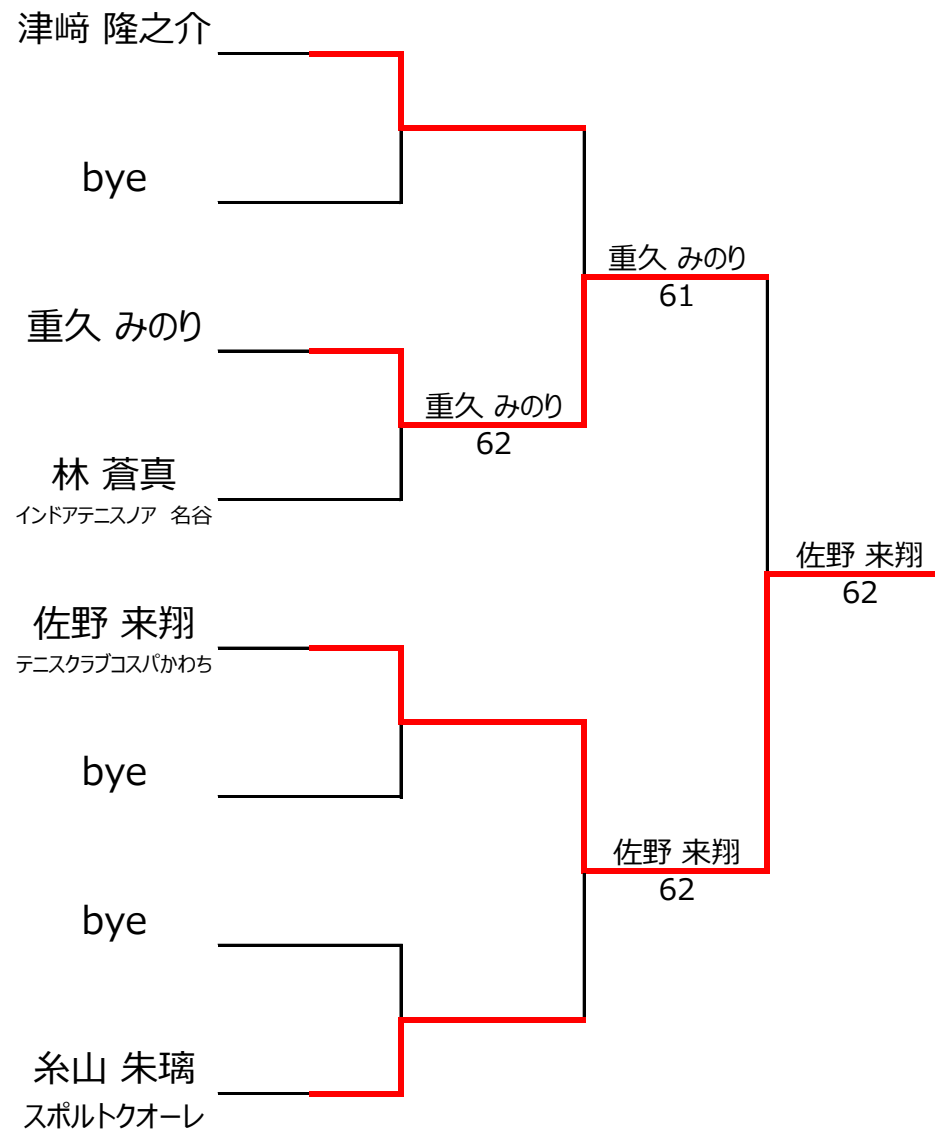 津﨑 隆之介
bye
重久 みのり
61
重久 みのり
重久 みのり
62
林 蒼真
インドアテニスノア　名谷
佐野 来翔
62
佐野 来翔
テニスクラブコスパかわち
bye
佐野 来翔
62
bye
糸山 朱璃
スポルトクオーレ